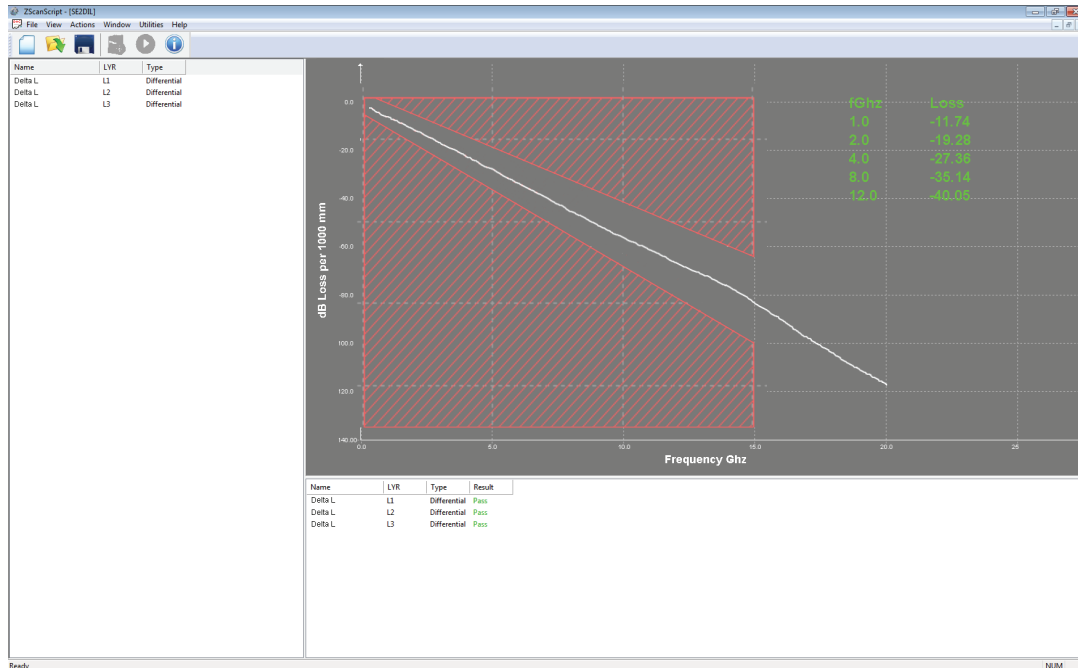 ZScanScript - [SE2DIL]
File View Actions Window Utilities Help
Name LYR Type
Delta L L1 Differential
Delta L L2 Differential
Delta L L3 Differential
fGhz Loss
1.0 -11.74
2.0 -19.28
4.0 -27.36
8.0 -35.14
12.0 -40.05
dB Loss per 1000 mm
0.0
-20.0
-40.0
-60.0
-80.0
100.0
120.0
140.00
0.0 5.0 10.0 15.0 20.0 25
Frequency Ghz
Name LYR Type Result
Delta L L1 Differential Pass
Delta L L2 Differential Pass
Delta L L3 Differential Pass
Ready NUM